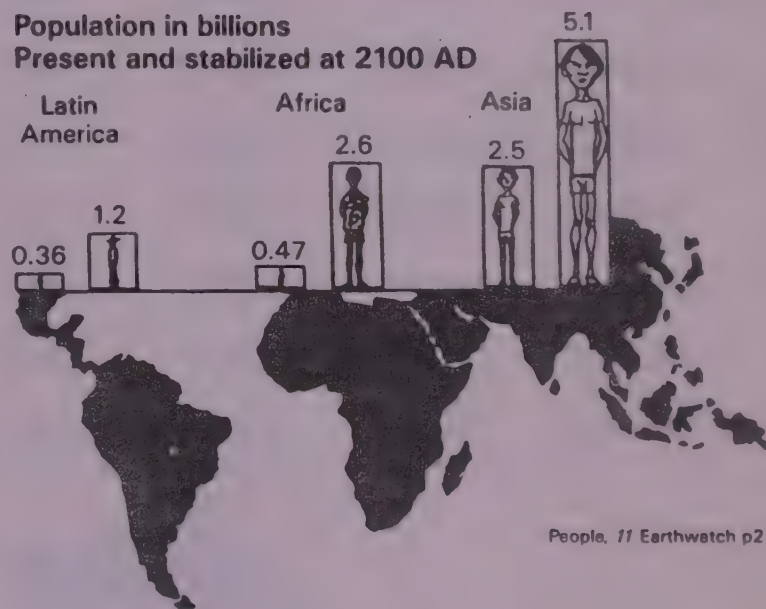 Population in billions
Present and stabilized at 2100 AD
Latin
America
Africa
Asia
0.36
1.2
0.47
2.6
2.5
5.1
People, 11 Earthwatch p2